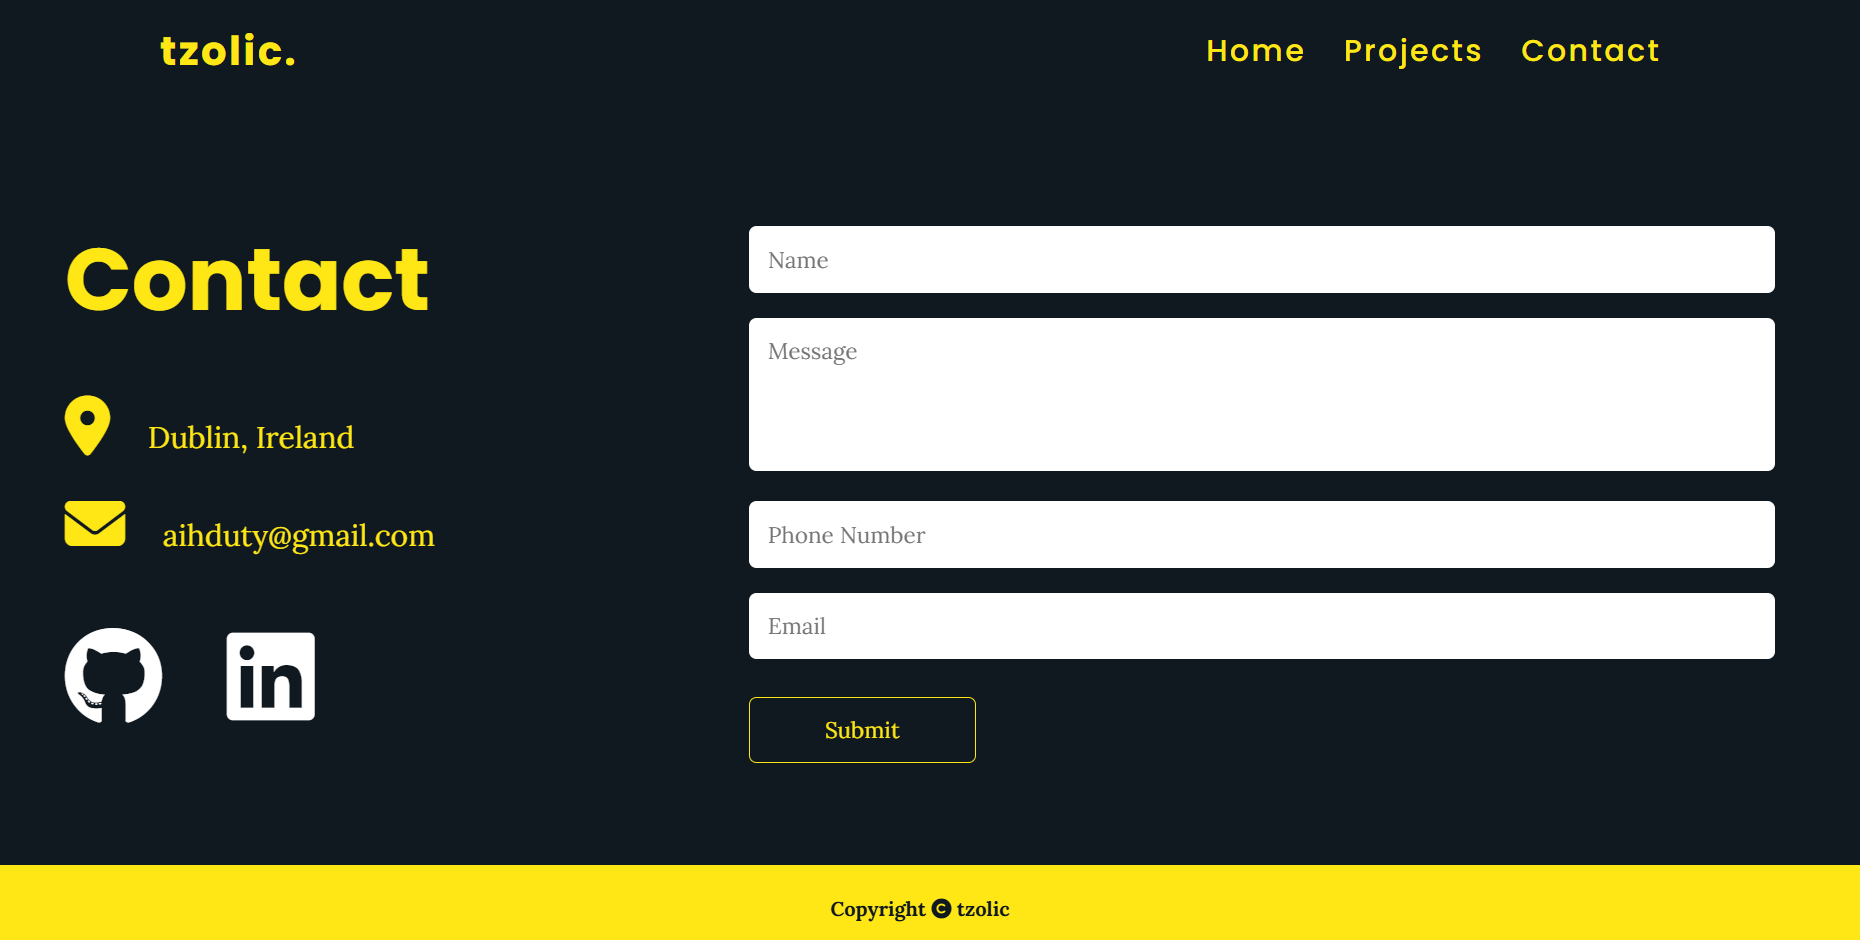 tzolic.
Home Projects Contact
Contact
Dublin, Ireland
aihduty@gmail.com
in
Name
Message
Phone Number
Email
Submit
Copyright © tzolic